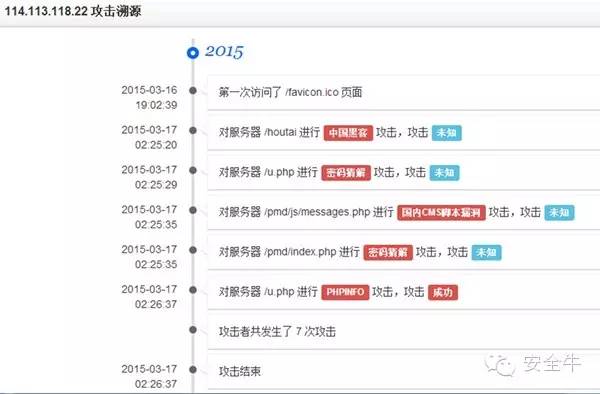 114.113.118.22 攻击溯源
2015
2015-03-16
19:02:39
第一次访问了 /favicon.ico 页面
2015-03-17
02:25:20
对服务器 /houtai 进行 中国黑客 攻击，攻击 未知
2015-03-17
02:25:29
对服务器 /u.php 进行 密码猜解 攻击，攻击 未知
2015-03-17
02:25:35
对服务器 /pmd/js/messages.php 进行 国内CMS脚本漏洞 攻击，攻击 未知
2015-03-17
02:25:35
对服务器 /pmd/index.php 进行 密码猜解 攻击，攻击 未知
2015-03-17
02:26:37
对服务器 /u.php 进行 PHPINFO 攻击，攻击 成功
攻击者共发生了 7 次攻击
2015-03-17
02:26:37
攻击结束
安全牛